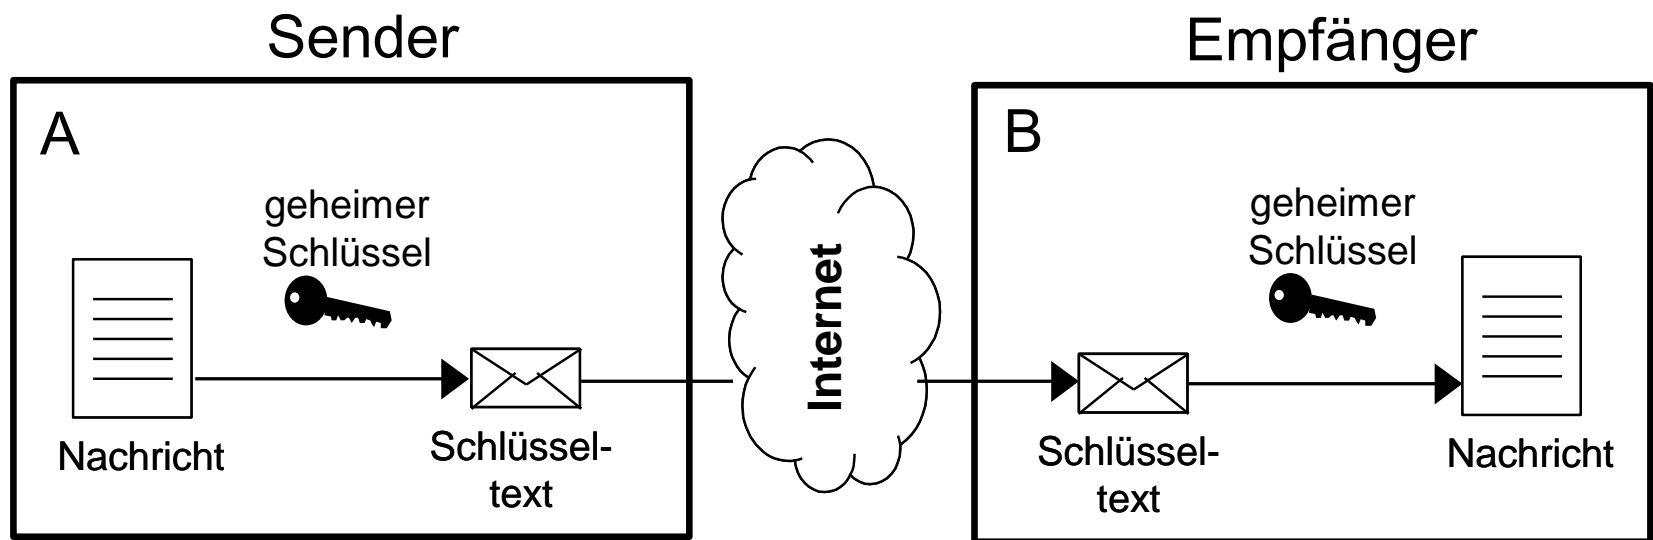 Sender
A
geheimer
Schlüssel
Nachricht
Schlüssel-
text
Internet
Empfänger
B
geheimer
Schlüssel
Schlüssel-
text
Nachricht